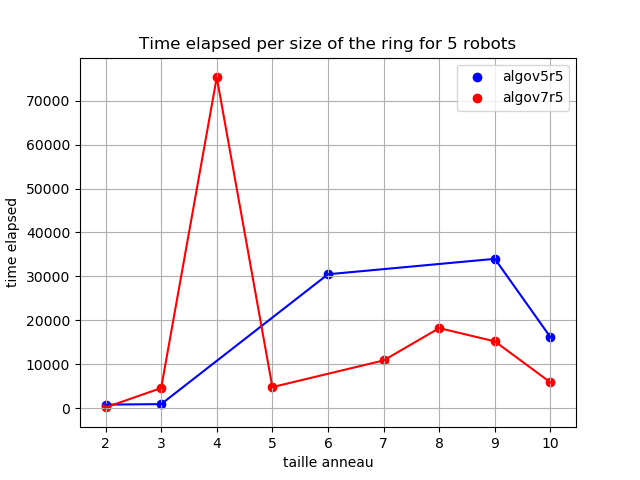 Time elapsed per size of the ring for 5 robots
algov5r5
algov7r5
time elapsed
70000
60000
50000
40000
30000
20000
10000
0
2 3 4 5 6 7 8 9 10
taille anneau